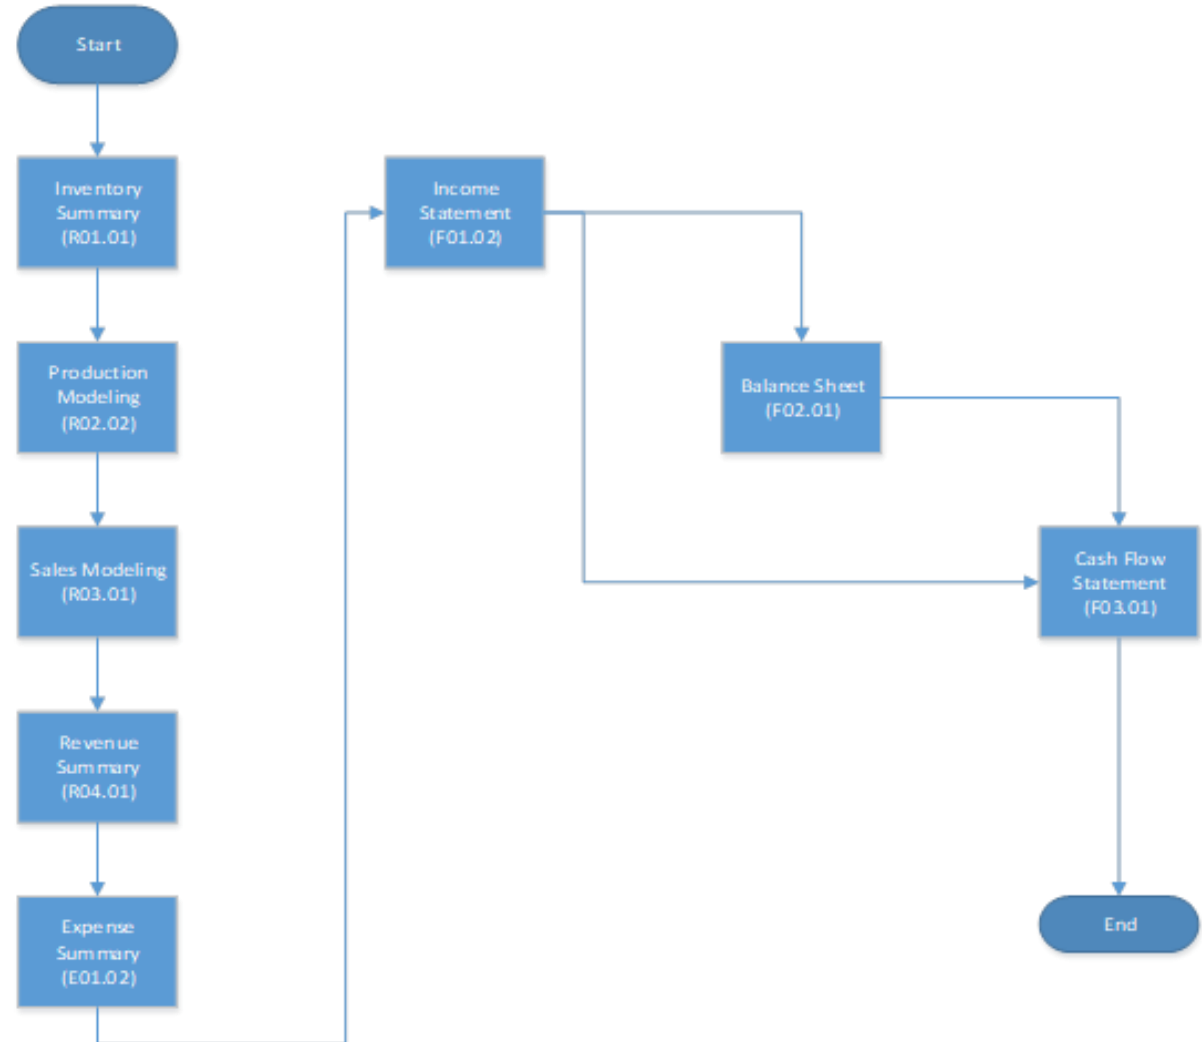 Start
Inventory
Summary
(R01.01)
Production
Modeling
(R02.02)
Sales Modeling
(R03.01)
Revenue
Summary
(R04.01)
Expense
Summary
(E01.02)
Income
Statement
(F01.02)
Balance Sheet
(F02.01)
Cash Flow
Statement
(F03.01)
End